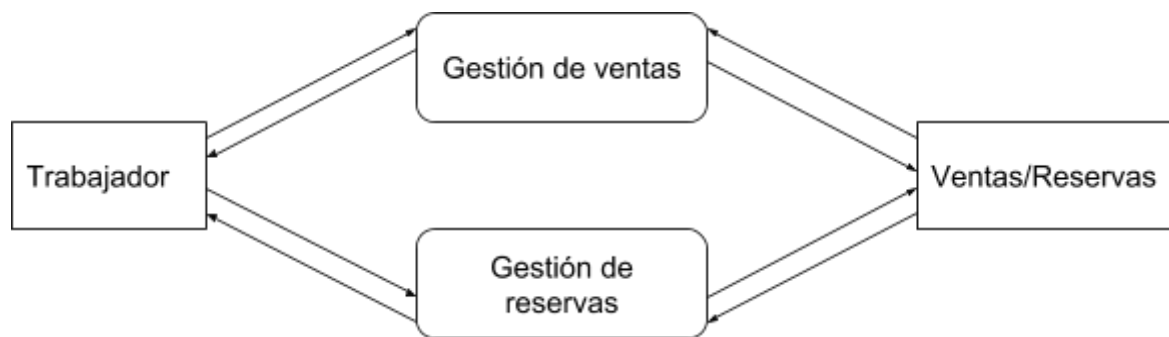 Gestión de ventas
Trabajador
Ventas/Reservas
Gestión de
reservas